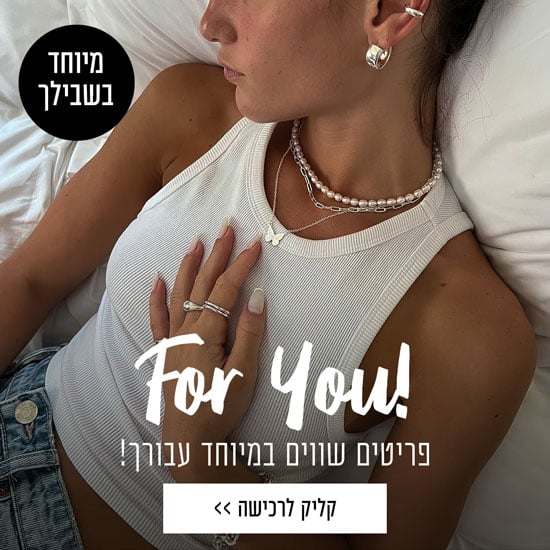 מיוחד
בשבילך
For You!
פריטים שווים במיוחד עבורך!
קליק לרכישה >>